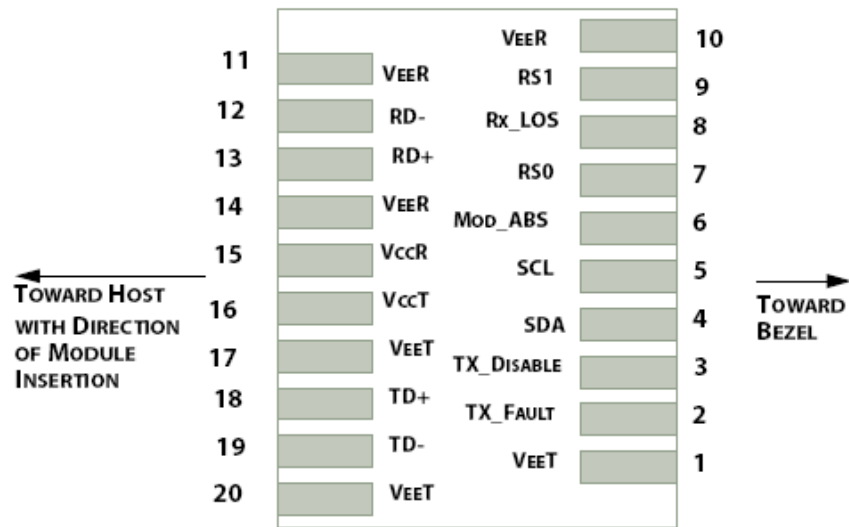 11
VEER
12
RD-
13
RD+
14
VEER
15
VccR
16
VccT
17
VEET
18
TD+
19
TD-
20
VEET
VEER
10
RS1
9
Rx_LOS
8
RS0
7
MOD_ABS
6
SCL
5
SDA
4
TX_DISABLE
3
TX_FAULT
2
VEET
1
TOWARD HOST
WITH DIRECTION
OF MODULE
INSERTION
TOWARD
BEZEL